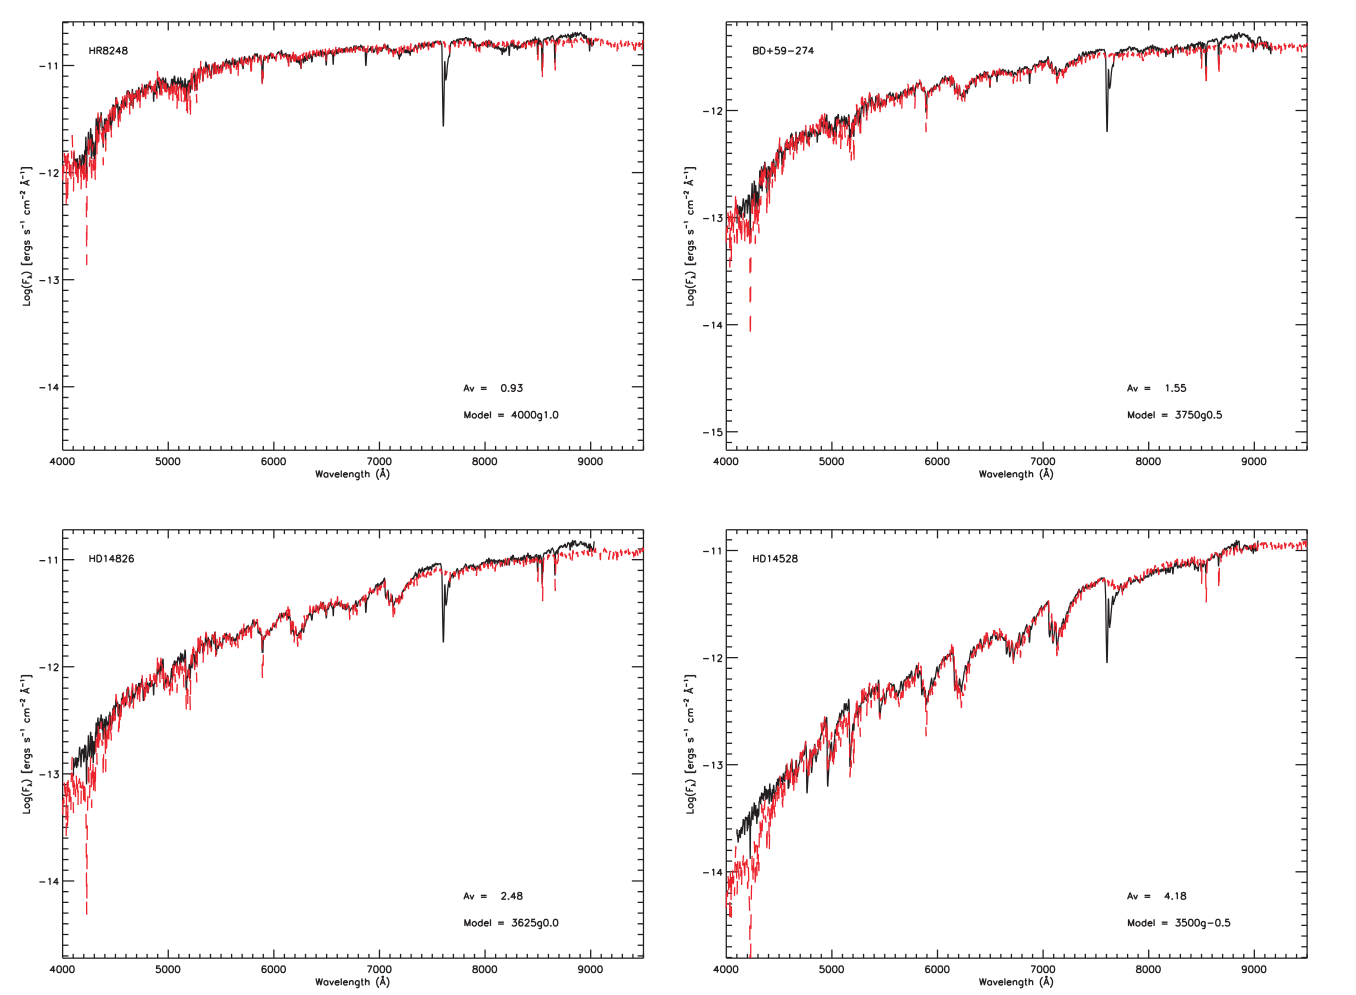 HR8248
−11
−12
−13
−14
Log(Fλ) [ergs s⁻¹ cm⁻² Å⁻¹]
Av = 0.93
Model = 4000g1.0
4000 5000 6000 7000 8000 9000
Wavelength (Å)
BD+59−274
−12
−13
−14
−15
Log(Fλ) [ergs s⁻¹ cm⁻² Å⁻¹]
Av = 1.55
Model = 3750g0.5
4000 5000 6000 7000 8000 9000
Wavelength (Å)
HD14826
−11
−12
−13
−14
Log(Fλ) [ergs s⁻¹ cm⁻² Å⁻¹]
Av = 2.48
Model = 3625g0.0
4000 5000 6000 7000 8000 9000
Wavelength (Å)
HD14528
−11
−12
−13
−14
Log(Fλ) [ergs s⁻¹ cm⁻² Å⁻¹]
Av = 4.18
Model = 3500g−0.5
4000 5000 6000 7000 8000 9000
Wavelength (Å)